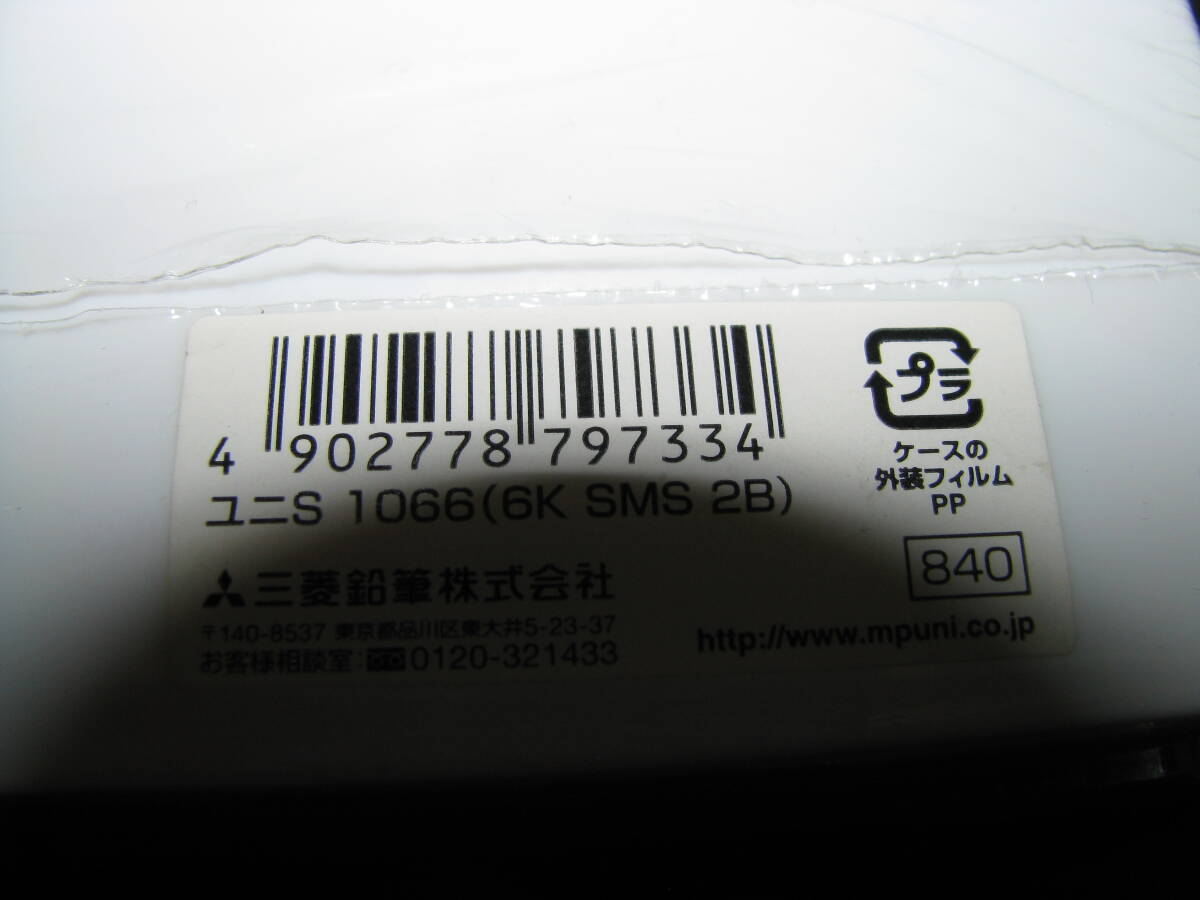 4 902778 797334
ユニS 1066(6K SMS 2B)
三菱鉛筆株式会社
〒140-8537 東京都品川区東大井5-23-37
お客様相談室:0120-321433
プラ
ケースの
外装フィルム
PP
840
http://www.mpuni.co.jp